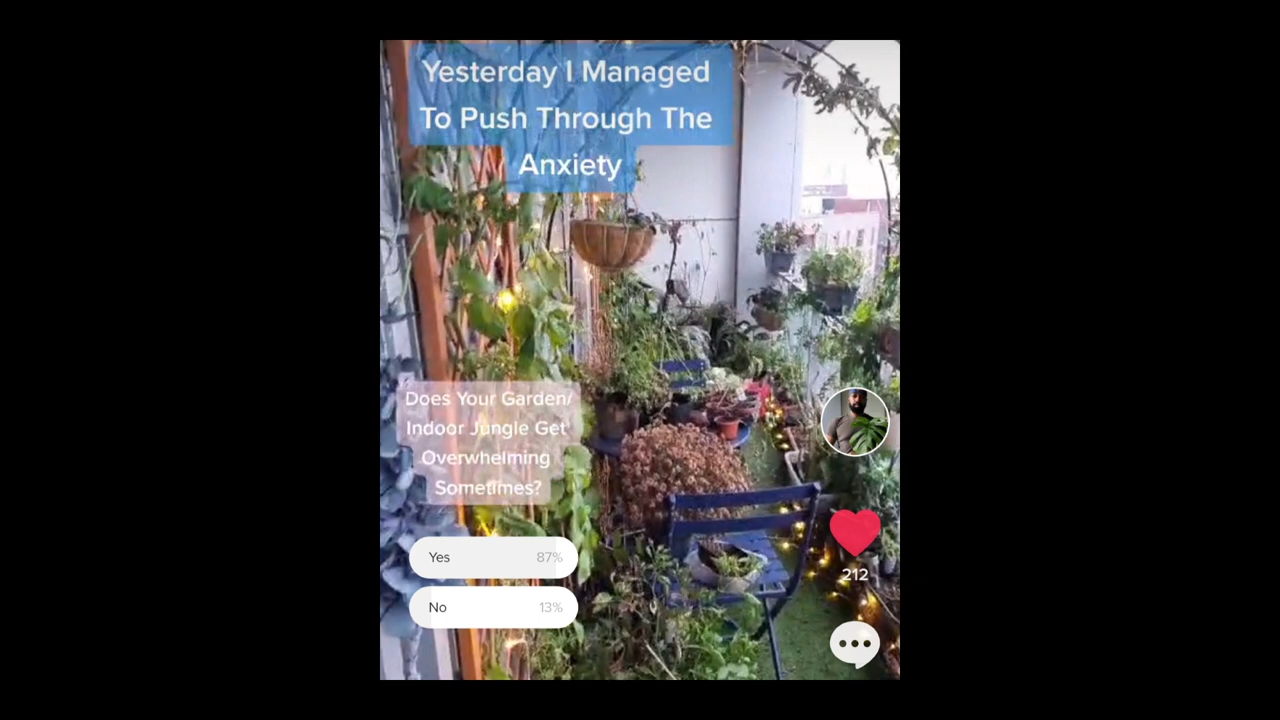 Yesterday I Managed
To Push Through The
Anxiety
Does Your Garden/
Indoor Jungle Get
Overwhelming
Sometimes?
Yes 87%
No 13%
212